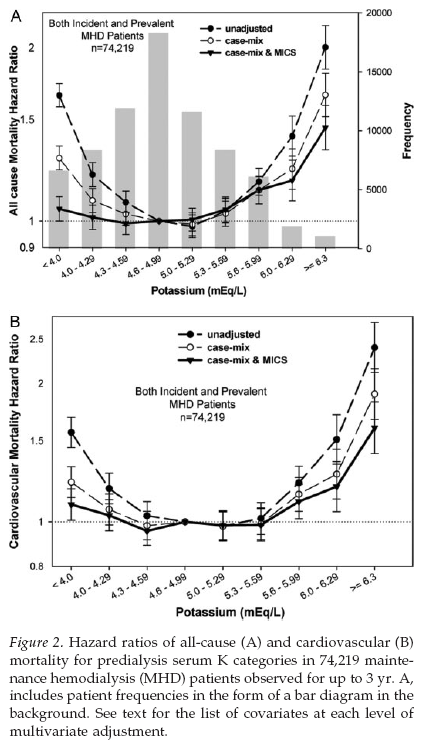 A
Both Incident and Prevalent
MHD Patients
n=74,219
unadjusted
case-mix
case-mix & MICS
All cause Mortality Hazard Ratio
2
1.5
1
0.9
20000
15000
10000
5000
0
Frequency
< 4.0
4.0 - 4.29
4.3 - 4.59
4.6 - 4.99
5.0 - 5.29
5.3 - 5.59
5.6 - 5.99
6.0 - 6.29
>= 6.3
Potassium (mEq/L)
B
unadjusted
case-mix
case-mix & MICS
Both Incident and Prevalent
MHD Patients
n=74,219
Cardiovascular Mortality Hazard Ratio
2.5
2
1.5
1
0.8
< 4.0
4.0 - 4.29
4.3 - 4.59
4.6 - 4.99
5.0 - 5.29
5.3 - 5.59
5.6 - 5.99
6.0 - 6.29
>= 6.3
Potassium (mEq/L)
Figure 2. Hazard ratios of all-cause (A) and cardiovascular (B)
mortality for predialysis serum K categories in 74,219 mainte-
nance hemodialysis (MHD) patients observed for up to 3 yr. A,
includes patient frequencies in the form of a bar diagram in the
background. See text for the list of covariates at each level of
multivariate adjustment.